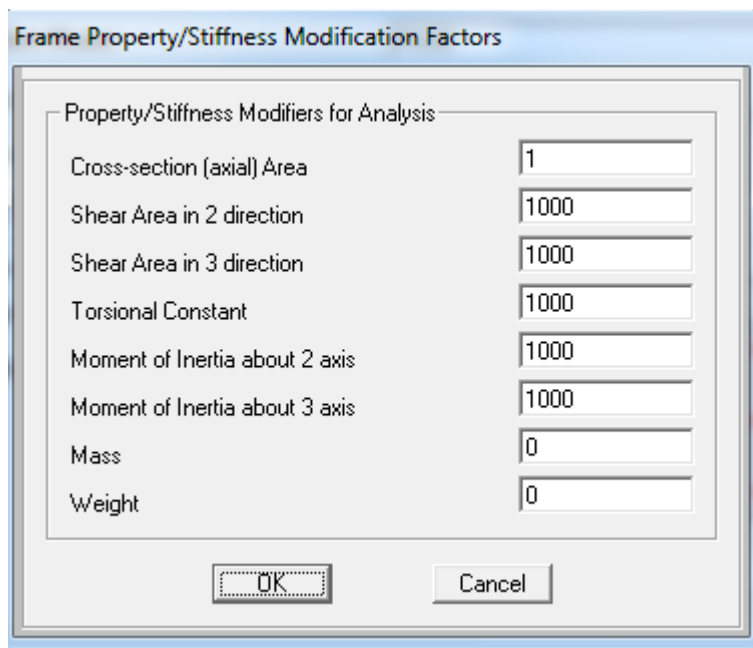 Frame Property/Stiffness Modification Factors
Property/Stiffness Modifiers for Analysis
Cross-section (axial) Area 1
Shear Area in 2 direction 1000
Shear Area in 3 direction 1000
Torsional Constant 1000
Moment of Inertia about 2 axis 1000
Moment of Inertia about 3 axis 1000
Mass 0
Weight 0
OK Cancel